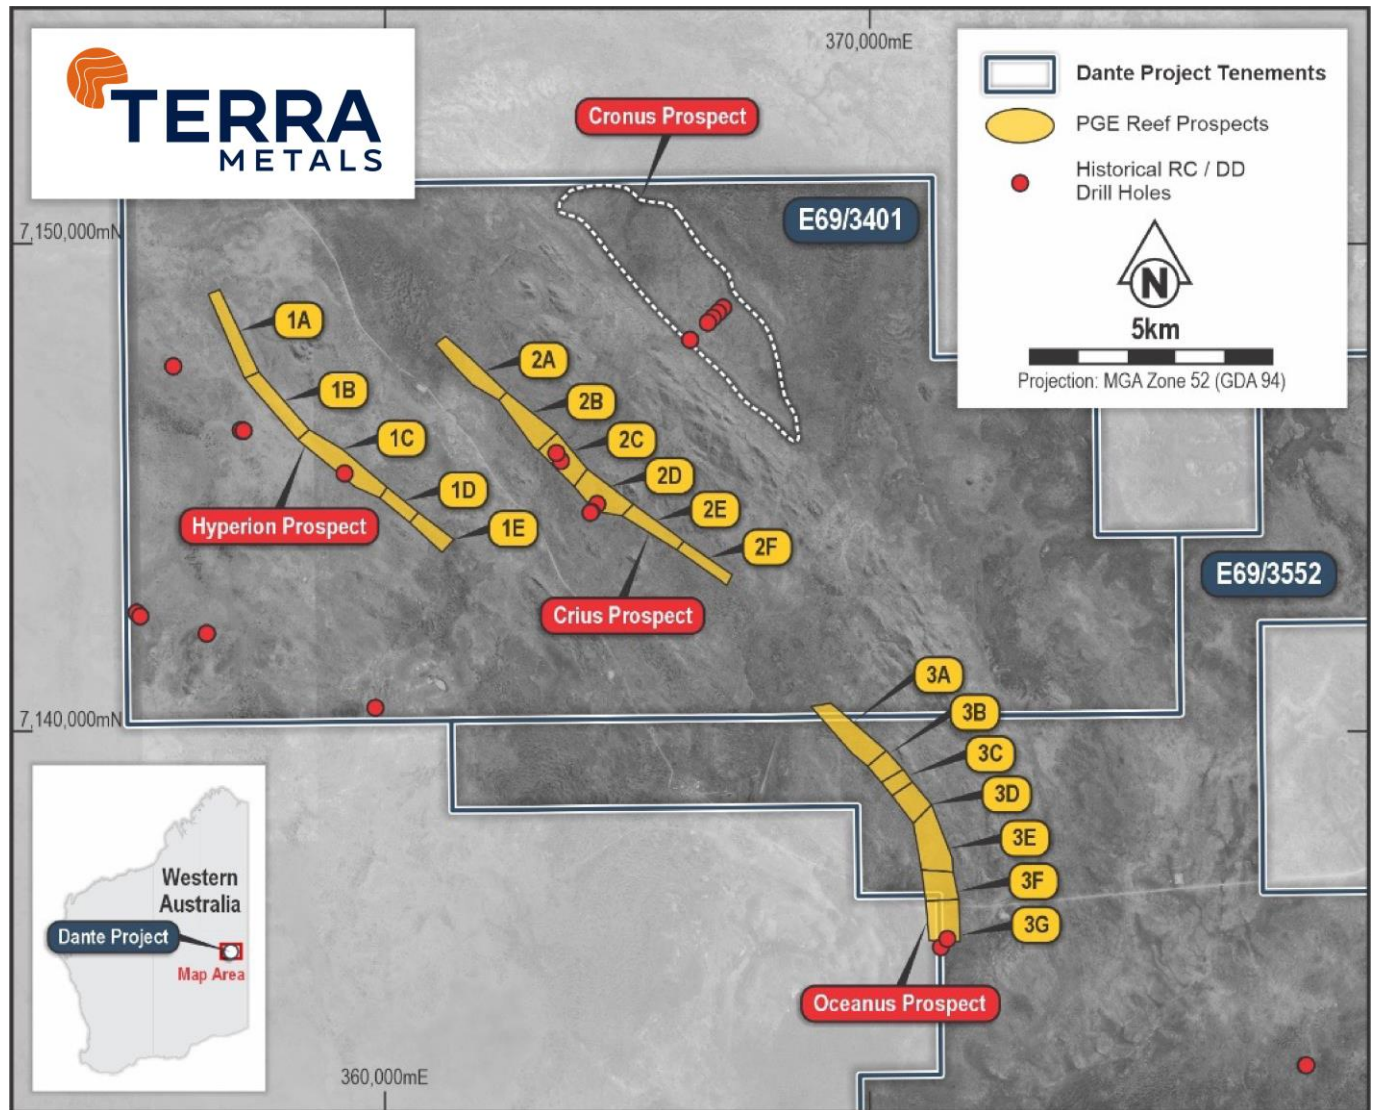 TERRA
METALS
370,000mE
Dante Project Tenements
PGE Reef Prospects
Historical RC / DD
Drill Holes
N
5km
Projection: MGA Zone 52 (GDA 94)
Cronus Prospect
E69/3401
7,150,000mN
1A
1B
1C
1D
1E
Hyperion Prospect
2A
2B
2C
2D
2E
2F
Crius Prospect
E69/3552
7,140,000mN
3A
3B
3C
3D
3E
3F
3G
Oceanus Prospect
Western
Australia
Dante Project
Map Area
360,000mE